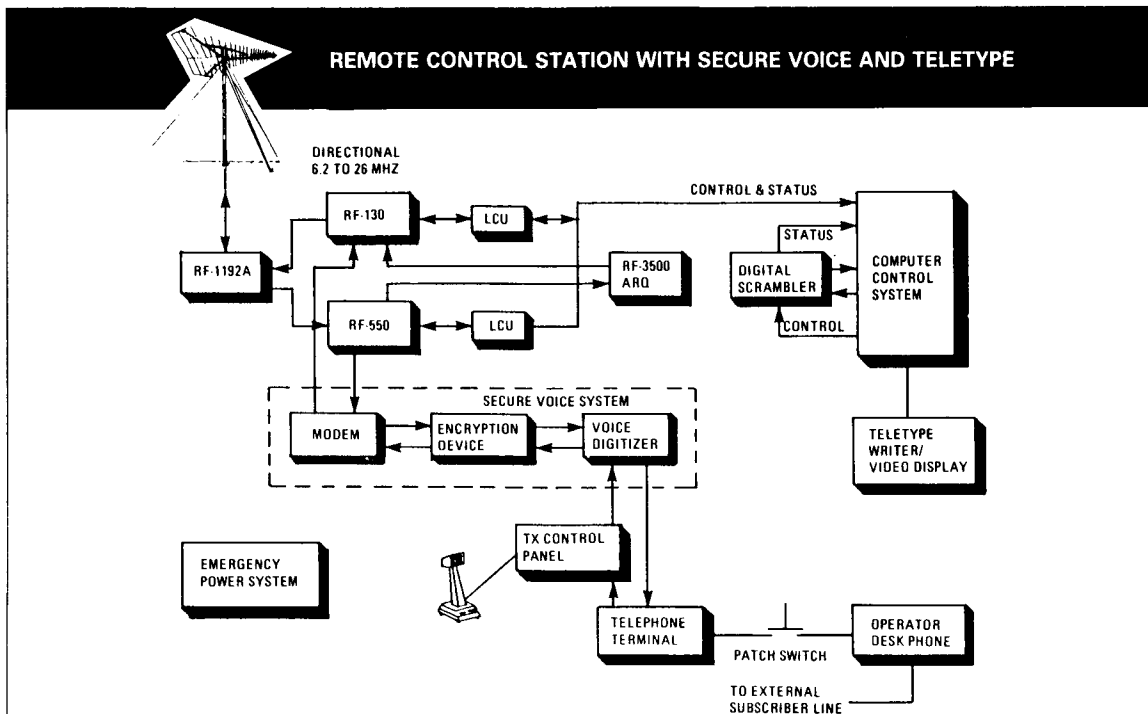 REMOTE CONTROL STATION WITH SECURE VOICE AND TELETYPE
DIRECTIONAL
6.2 TO 26 MHZ
RF-130
LCU
CONTROL & STATUS
RF-1192A
RF-3500
ARQ
STATUS
DIGITAL
SCRAMBLER
COMPUTER
CONTROL
SYSTEM
RF-550
LCU
CONTROL
SECURE VOICE SYSTEM
MODEM
ENCRYPTION
DEVICE
VOICE
DIGITIZER
TELETYPE
WRITER/
VIDEO DISPLAY
TX CONTROL
PANEL
EMERGENCY
POWER SYSTEM
TELEPHONE
TERMINAL
PATCH SWITCH
OPERATOR
DESK PHONE
TO EXTERNAL
SUBSCRIBER LINE